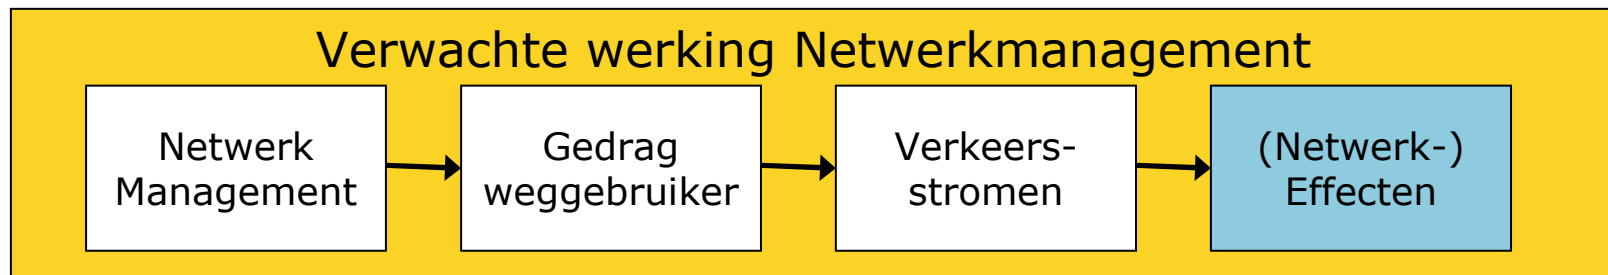 Verwachte werking Netwerkmanagement
Netwerk
Management
Gedrag
weggebruiker
Verkeers-
stromen
(Netwerk-)
Effecten